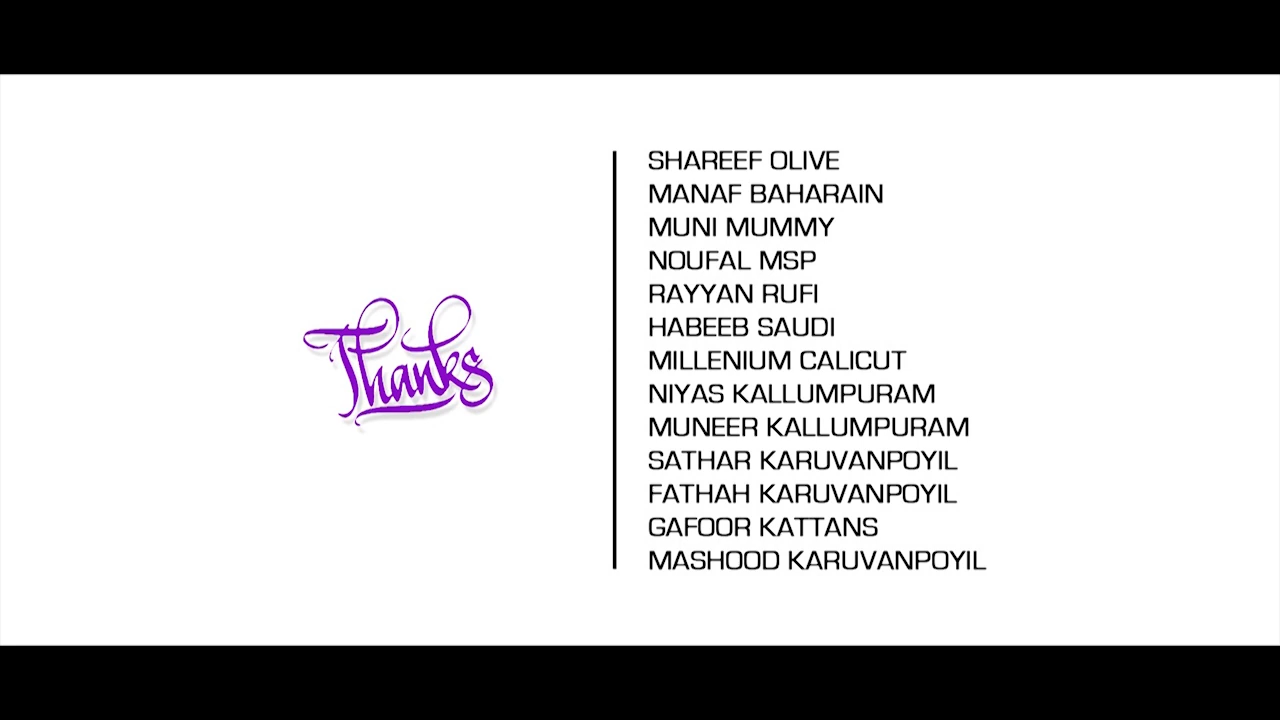 Thanks
SHAREEF OLIVE
MANAF BAHARAIN
MUNI MUMMY
NOUFAL MSP
RAYYAN RUFI
HABEEB SAUDI
MILLENIUM CALICUT
NIYAS KALLUMPURAM
MUNEER KALLUMPURAM
SATHAR KARUVANPOYIL
FATHAH KARUVANPOYIL
GAFOOR KATTANS
MASHOOD KARUVANPOYIL